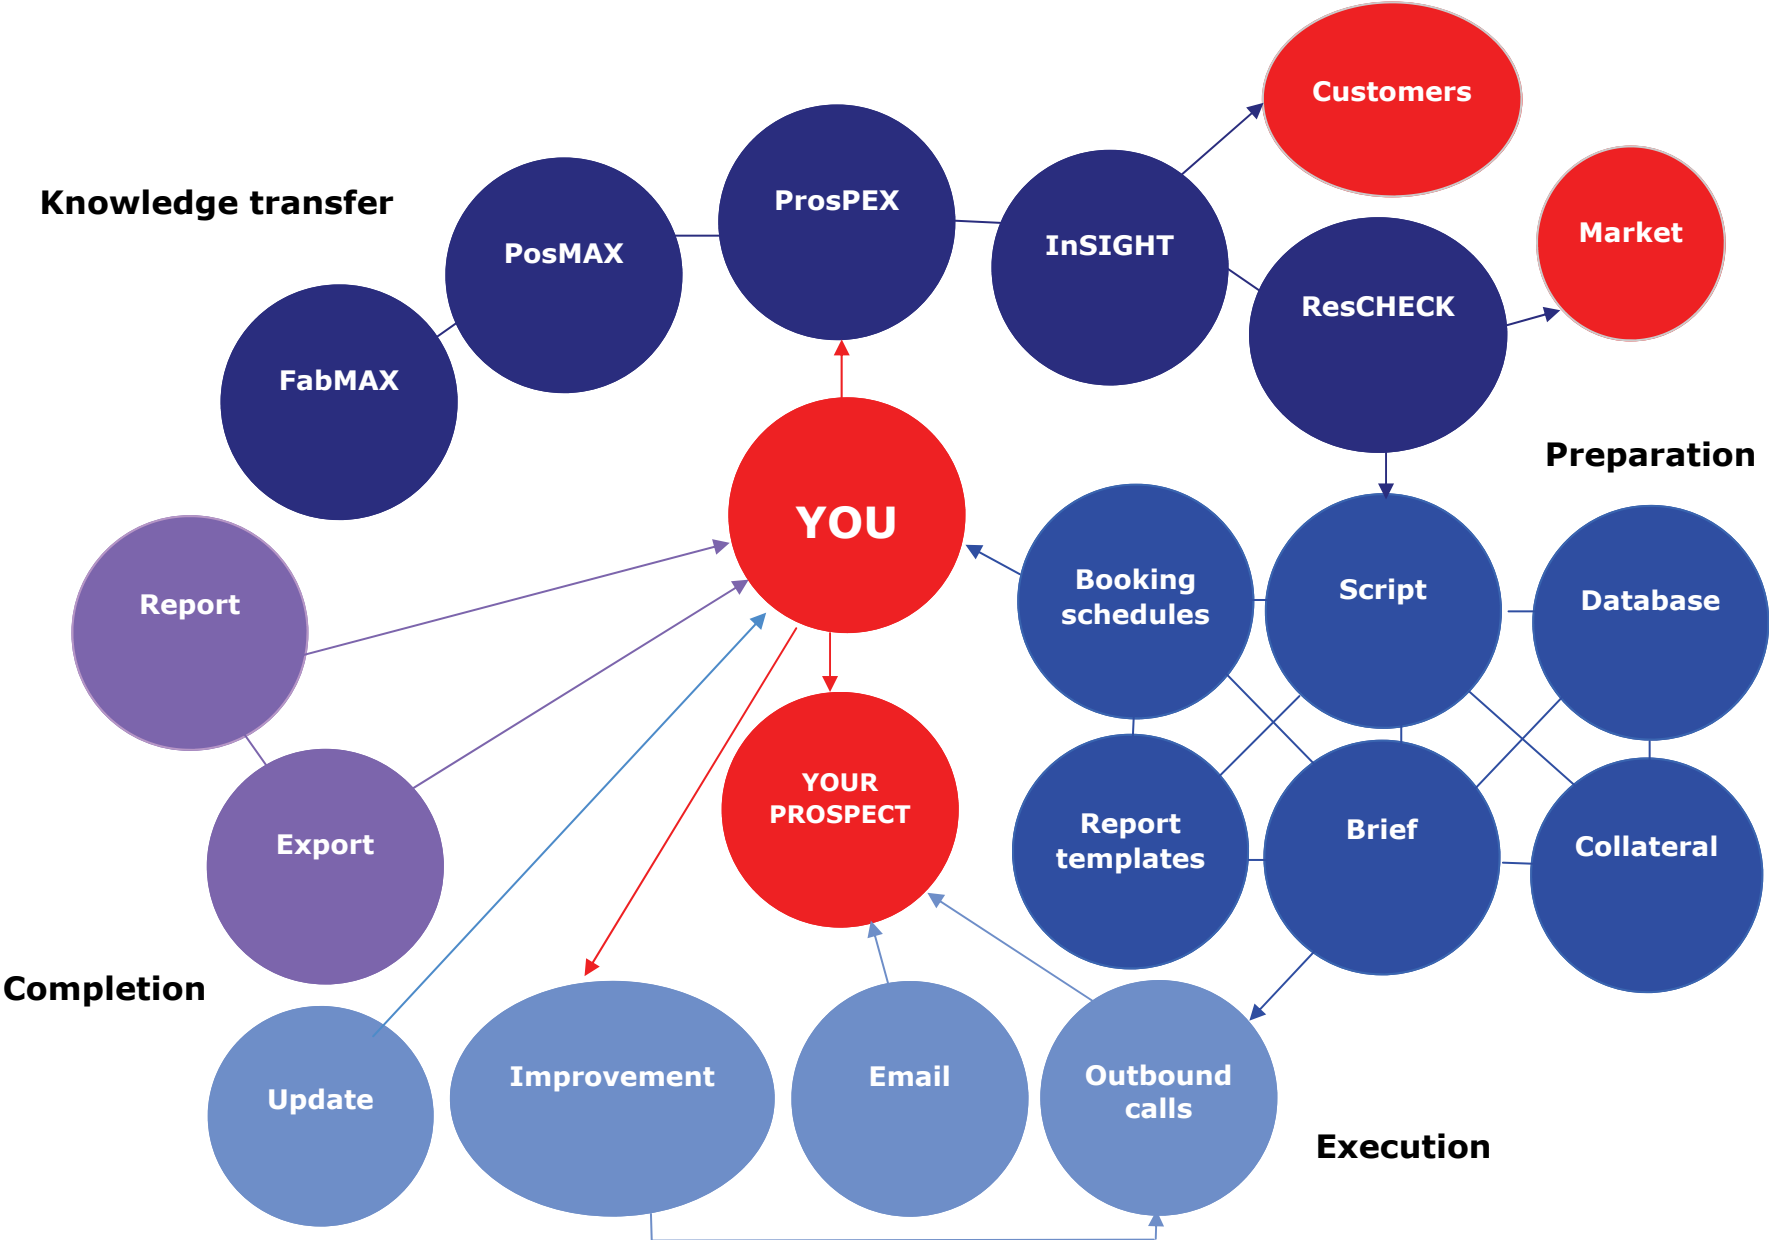 Customers
Knowledge transfer
ProsPEX
Market
PosMAX
InSIGHT
ResCHECK
FabMAX
Preparation
YOU
Booking
schedules
Script
Database
Report
YOUR
PROSPECT
Report
templates
Brief
Collateral
Export
Completion
Update
Improvement
Email
Outbound
calls
Execution